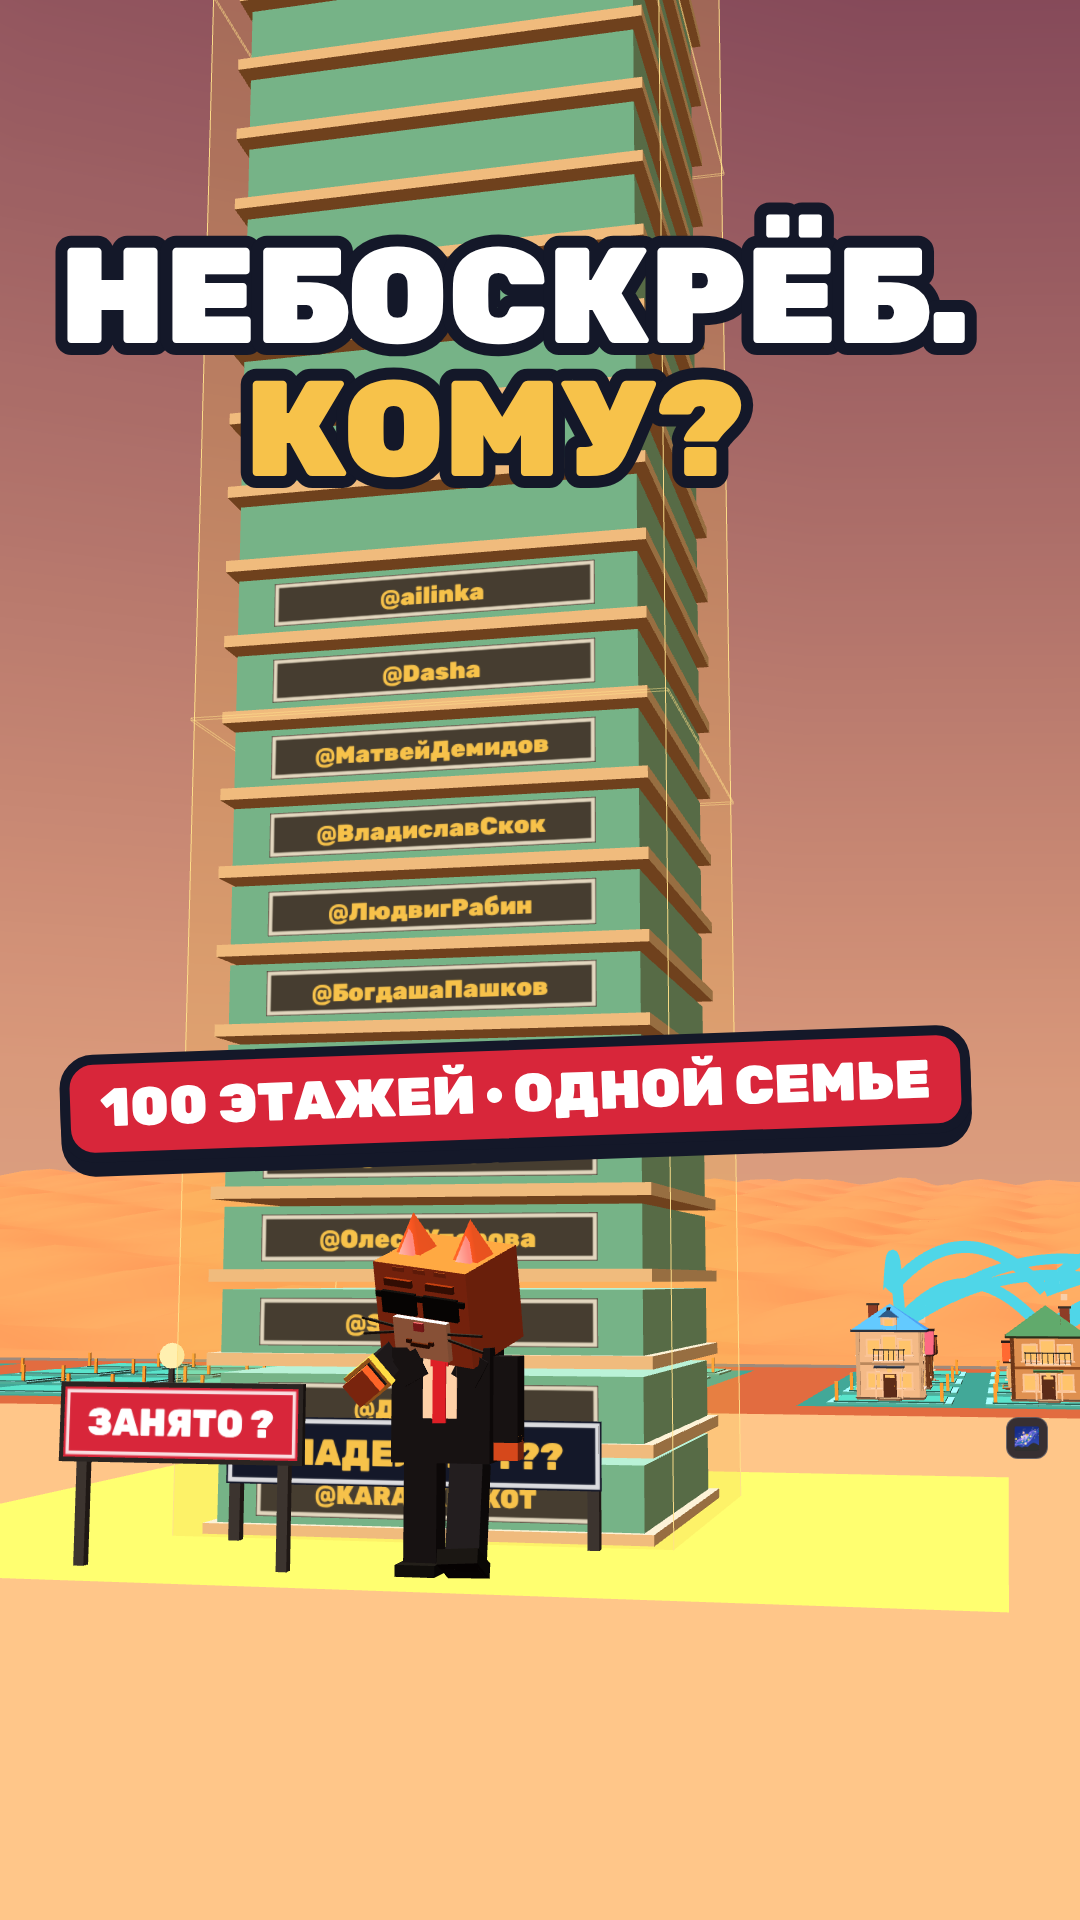 НЕБОСКРЁБ.
КОМУ?
@ailinka
@Dasha
@МатвейДемидов
@ВладиславСкок
@ЛюдвигРабин
@БогдашаПашков
100 ЭТАЖЕЙ • ОДНОЙ СЕМЬЕ
ЗАНЯТО ?